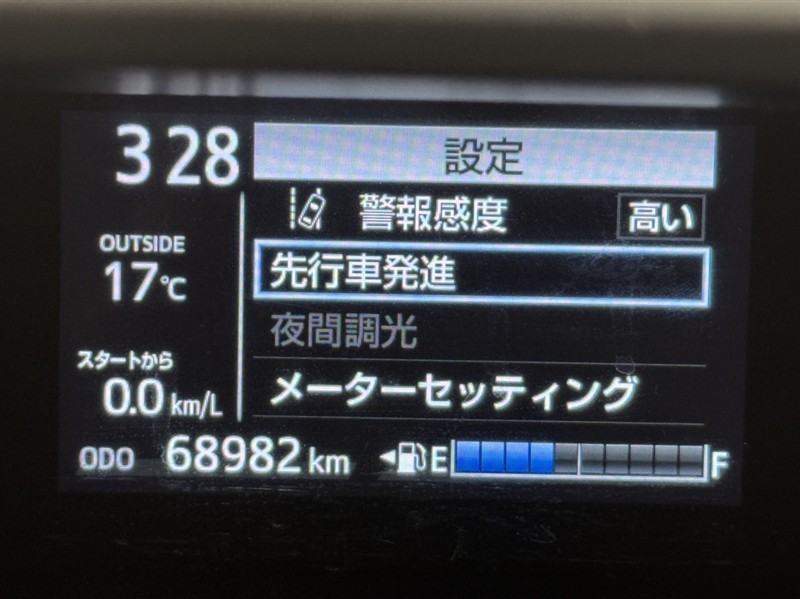 3 28
設定
警報感度 高い
OUTSIDE
17℃
先行車発進
夜間調光
スタートから
0.0 km/L
メーターセッティング
ODO 68982 km
E F